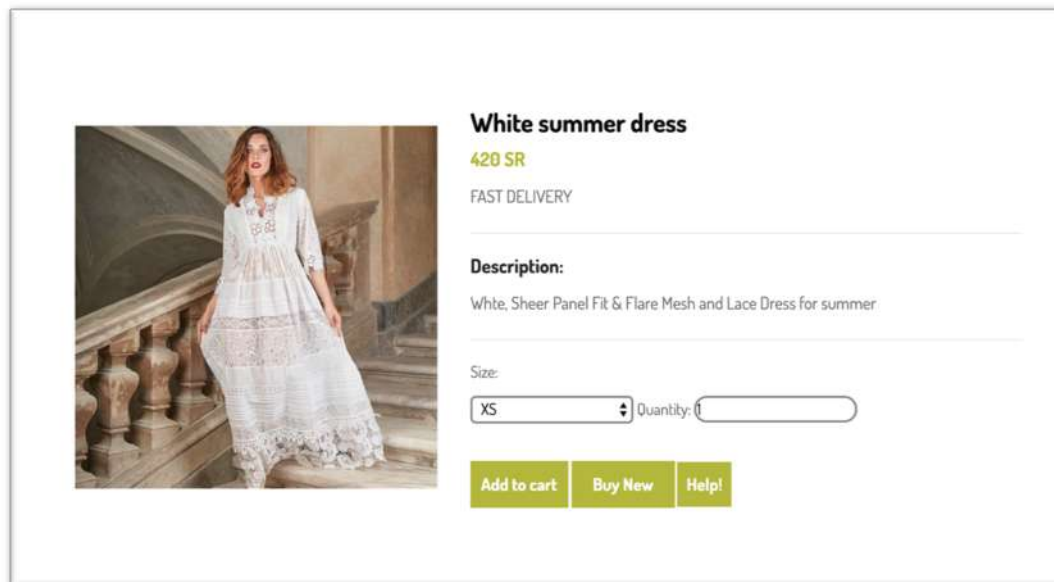 White summer dress
420 SR
FAST DELIVERY
Description:
Whte, Sheer Panel Fit & Flare Mesh and Lace Dress for summer
Size:
XS Quantity: 1
Add to cart Buy New Help!